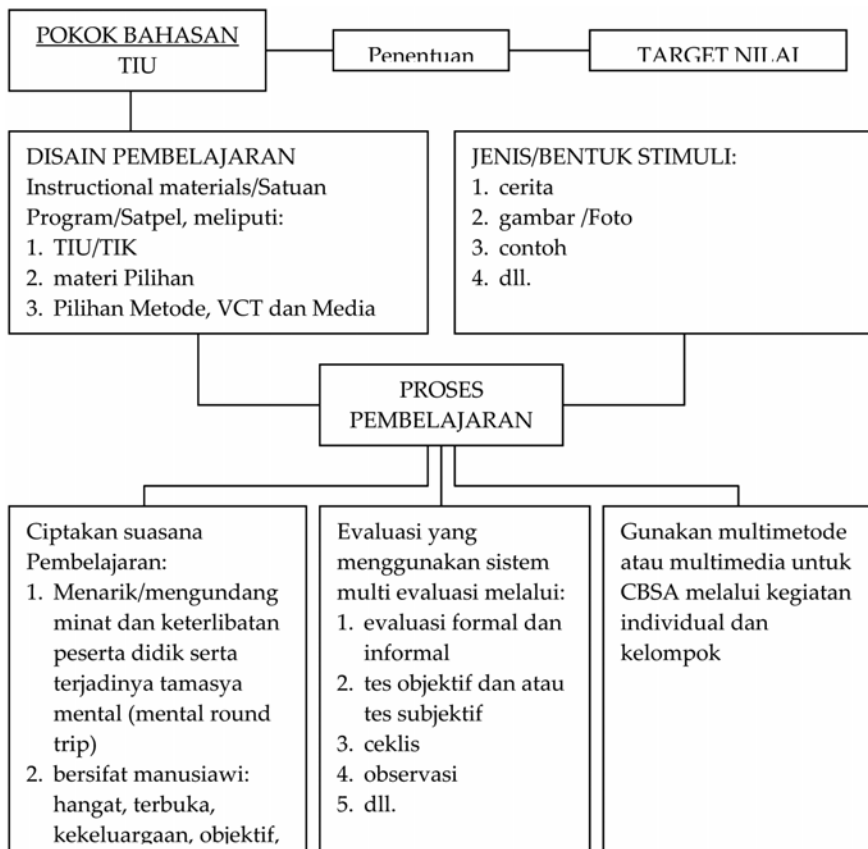 POKOK BAHASAN
TIU
Penentuan
TARGET NILAI
DISAIN PEMBELAJARAN
Instructional materials/Satuan
Program/Satpel, meliputi:
1. TIU/TIK
2. materi Pilihan
3. Pilihan Metode, VCT dan Media
JENIS/BENTUK STIMULI:
1. cerita
2. gambar /Foto
3. contoh
4. dll.
PROSES
PEMBELAJARAN
Ciptakan suasana
Pembelajaran:
1. Menarik/mengundang
minat dan keterlibatan
peserta didik serta
terjadinya tamasya
mental (mental round
trip)
2. bersifat manusiawi:
hangat, terbuka,
kekeluargaan, objektif,
Evaluasi yang
menggunakan sistem
multi evaluasi melalui:
1. evaluasi formal dan
informal
2. tes objektif dan atau
tes subjektif
3. ceklis
4. observasi
5. dll.
Gunakan multimetode
atau multimedia untuk
CBSA melalui kegiatan
individual dan
kelompok